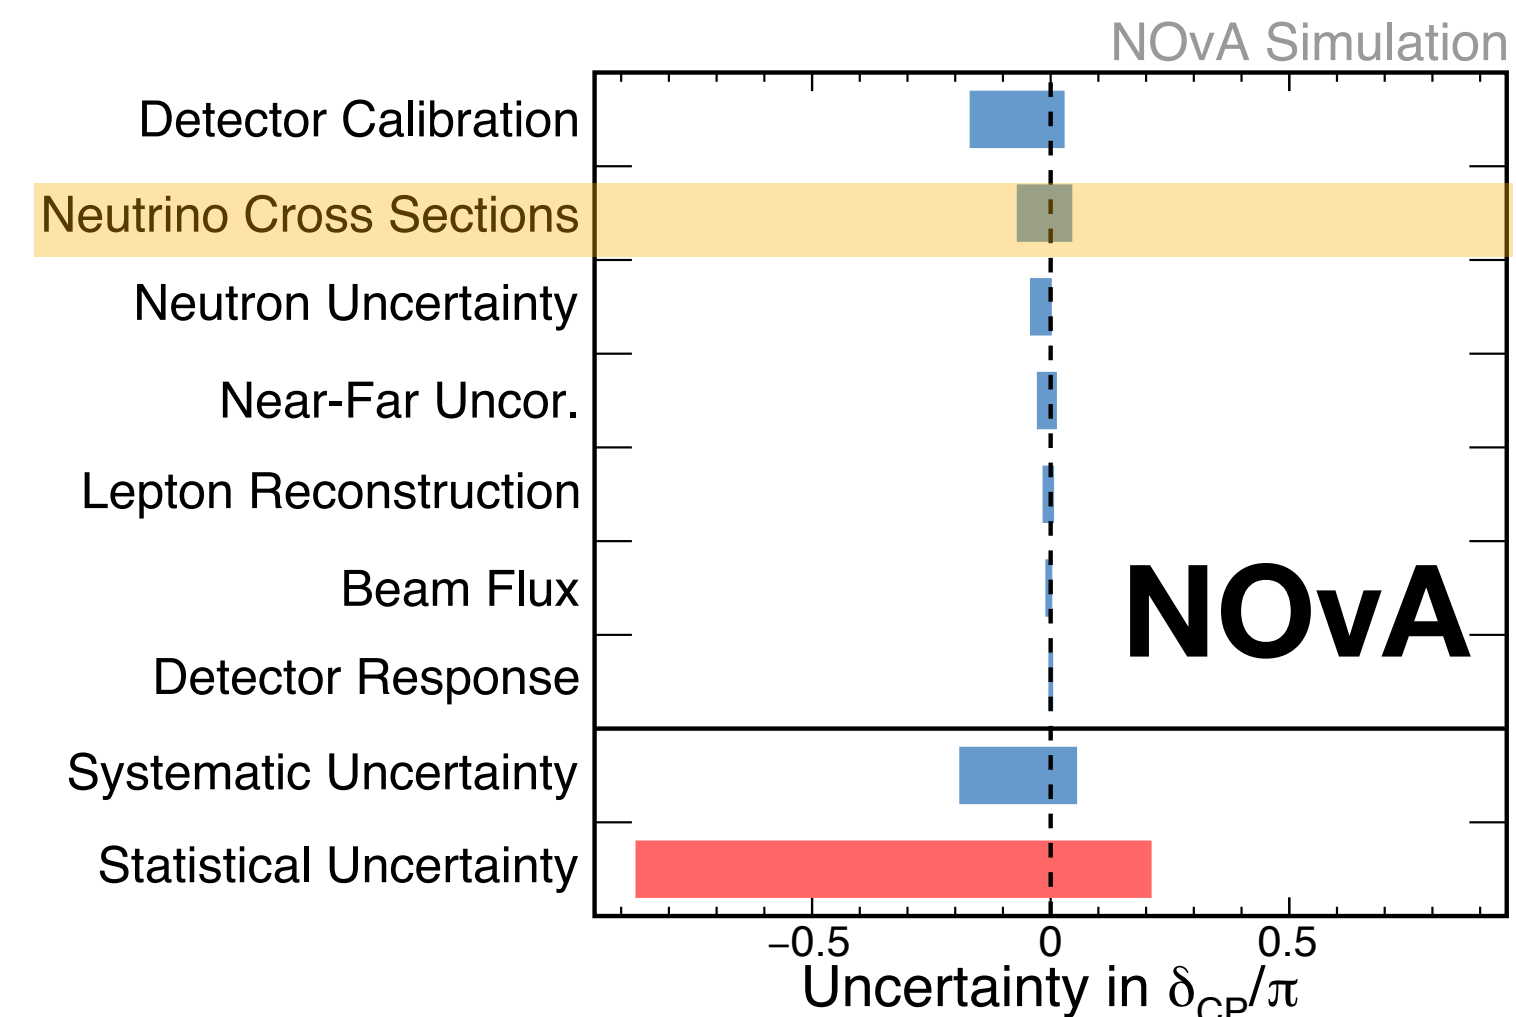 NOvA Simulation
Detector Calibration
Neutrino Cross Sections
Neutron Uncertainty
Near-Far Uncor.
Lepton Reconstruction
Beam Flux
NOvA
Detector Response
Systematic Uncertainty
Statistical Uncertainty
−0.5 0 0.5
Uncertainty in δCP/π